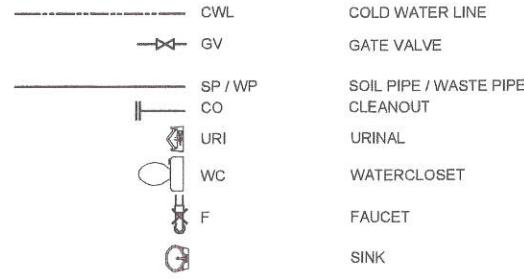 CWL COLD WATER LINE
GV GATE VALVE
SP / WP SOIL PIPE / WASTE PIPE
CO CLEANOUT
URI URINAL
WC WATERCLOSET
F FAUCET
SINK